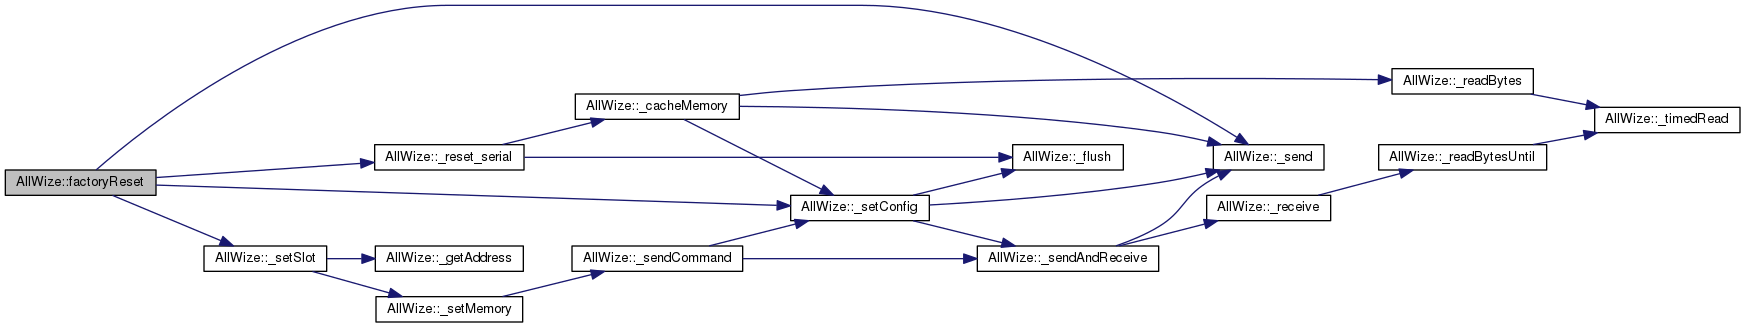 AllWize::factoryReset
AllWize::_reset_serial
AllWize::_setSlot
AllWize::_getAddress
AllWize::_setMemory
AllWize::_cacheMemory
AllWize::_sendCommand
AllWize::_setConfig
AllWize::_flush
AllWize::_sendAndReceive
AllWize::_send
AllWize::_receive
AllWize::_readBytes
AllWize::_readBytesUntil
AllWize::_timedRead